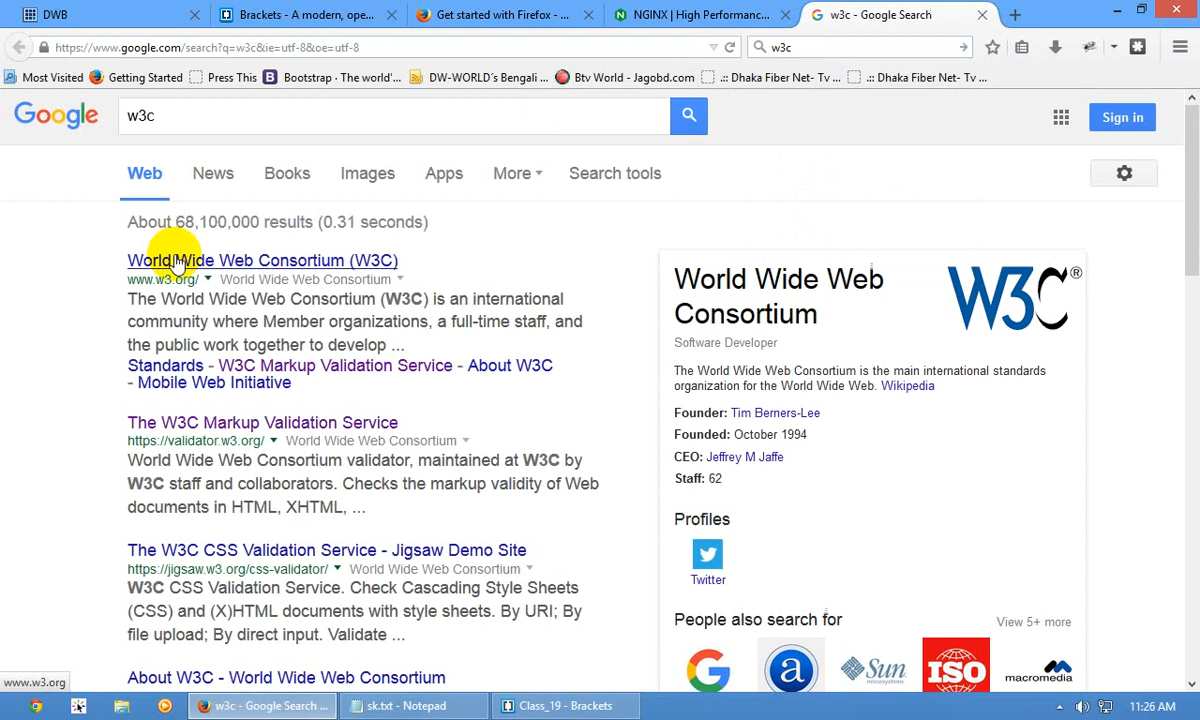 DWB
Brackets - A modern, ope...
Get started with Firefox - ...
NGINX | High Performanc...
w3c - Google Search
https://www.google.com/search?q=w3c&ie=utf-8&oe=utf-8
w3c
Most Visited
Getting Started
Press This
Bootstrap · The world'...
DW-WORLD´s Bengali ...
Btv World - Jagobd.com
.:: Dhaka Fiber Net- Tv ...
.:: Dhaka Fiber Net- Tv ...
Google
w3c
Sign in
Web
News
Books
Images
Apps
More
Search tools
About 68,100,000 results (0.31 seconds)
World Wide Web Consortium (W3C)
www.w3.org/ World Wide Web Consortium
The World Wide Web Consortium (W3C) is an international
community where Member organizations, a full-time staff, and
the public work together to develop ...
Standards - W3C Markup Validation Service - About W3C
- Mobile Web Initiative
The W3C Markup Validation Service
https://validator.w3.org/ World Wide Web Consortium
World Wide Web Consortium validator, maintained at W3C by
W3C staff and collaborators. Checks the markup validity of Web
documents in HTML, XHTML, ...
The W3C CSS Validation Service - Jigsaw Demo Site
https://jigsaw.w3.org/css-validator/ World Wide Web Consortium
W3C CSS Validation Service. Check Cascading Style Sheets
(CSS) and (X)HTML documents with style sheets. By URI; By
file upload; By direct input. Validate ...
About W3C - World Wide Web Consortium
World Wide Web
Consortium
W3C®
Software Developer
The World Wide Web Consortium is the main international standards
organization for the World Wide Web. Wikipedia
Founder: Tim Berners-Lee
Founded: October 1994
CEO: Jeffrey M Jaffe
Staff: 62
Profiles
Twitter
People also search for
View 5+ more
G
a
Sun
microsystems
ISO
macromedia
www.w3.org
w3c - Google Search ...
sk.txt - Notepad
Class_19 - Brackets
11:26 AM